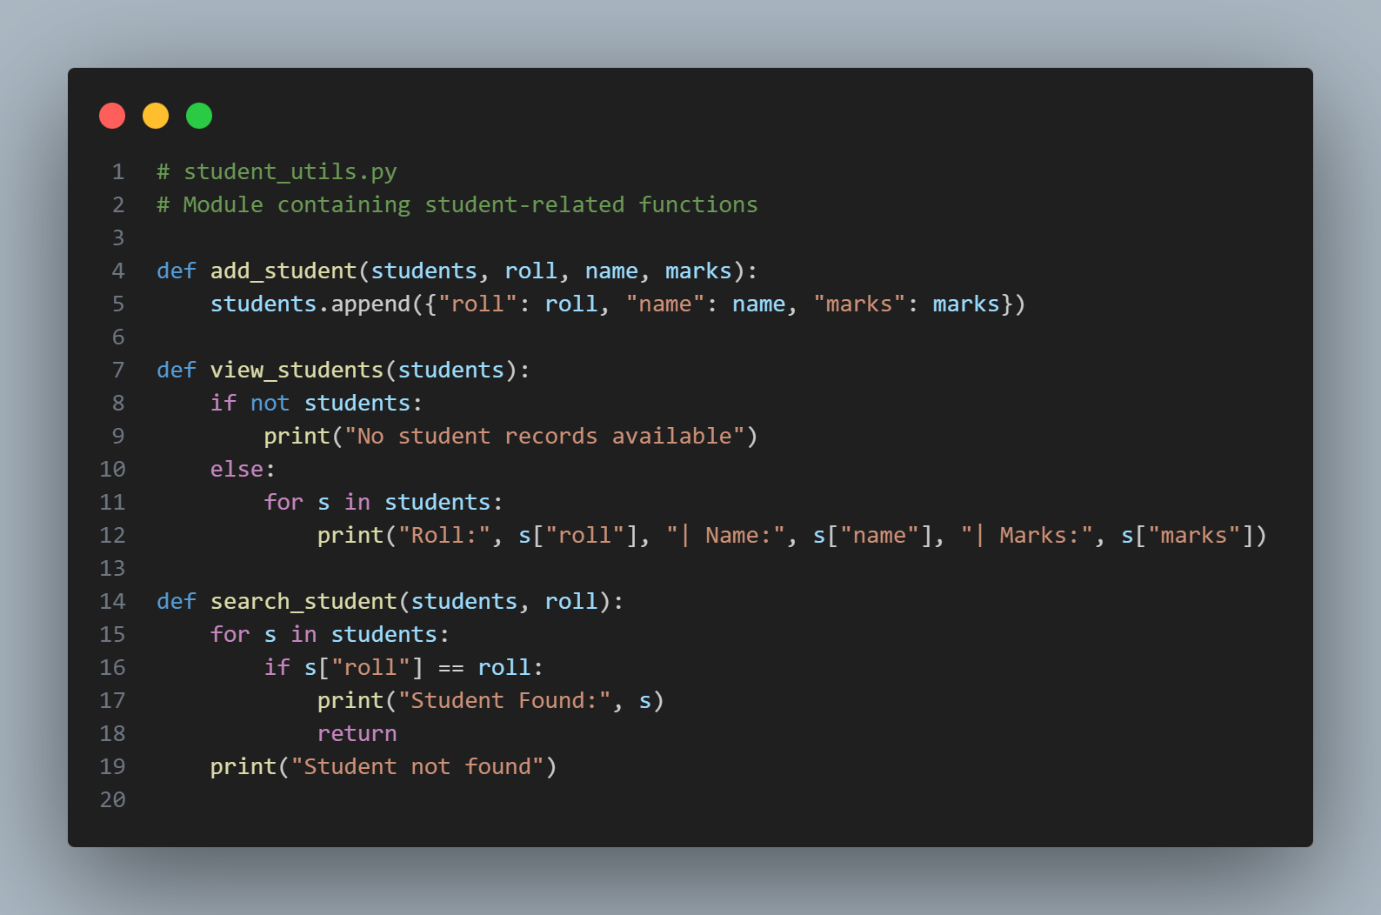 1 # student_utils.py
2 # Module containing student-related functions
3
4 def add_student(students, roll, name, marks):
5     students.append({"roll": roll, "name": name, "marks": marks})
6
7 def view_students(students):
8     if not students:
9         print("No student records available")
10     else:
11         for s in students:
12             print("Roll:", s["roll"], "| Name:", s["name"], "| Marks:", s["marks"])
13
14 def search_student(students, roll):
15     for s in students:
16         if s["roll"] == roll:
17             print("Student Found:", s)
18             return
19     print("Student not found")
20